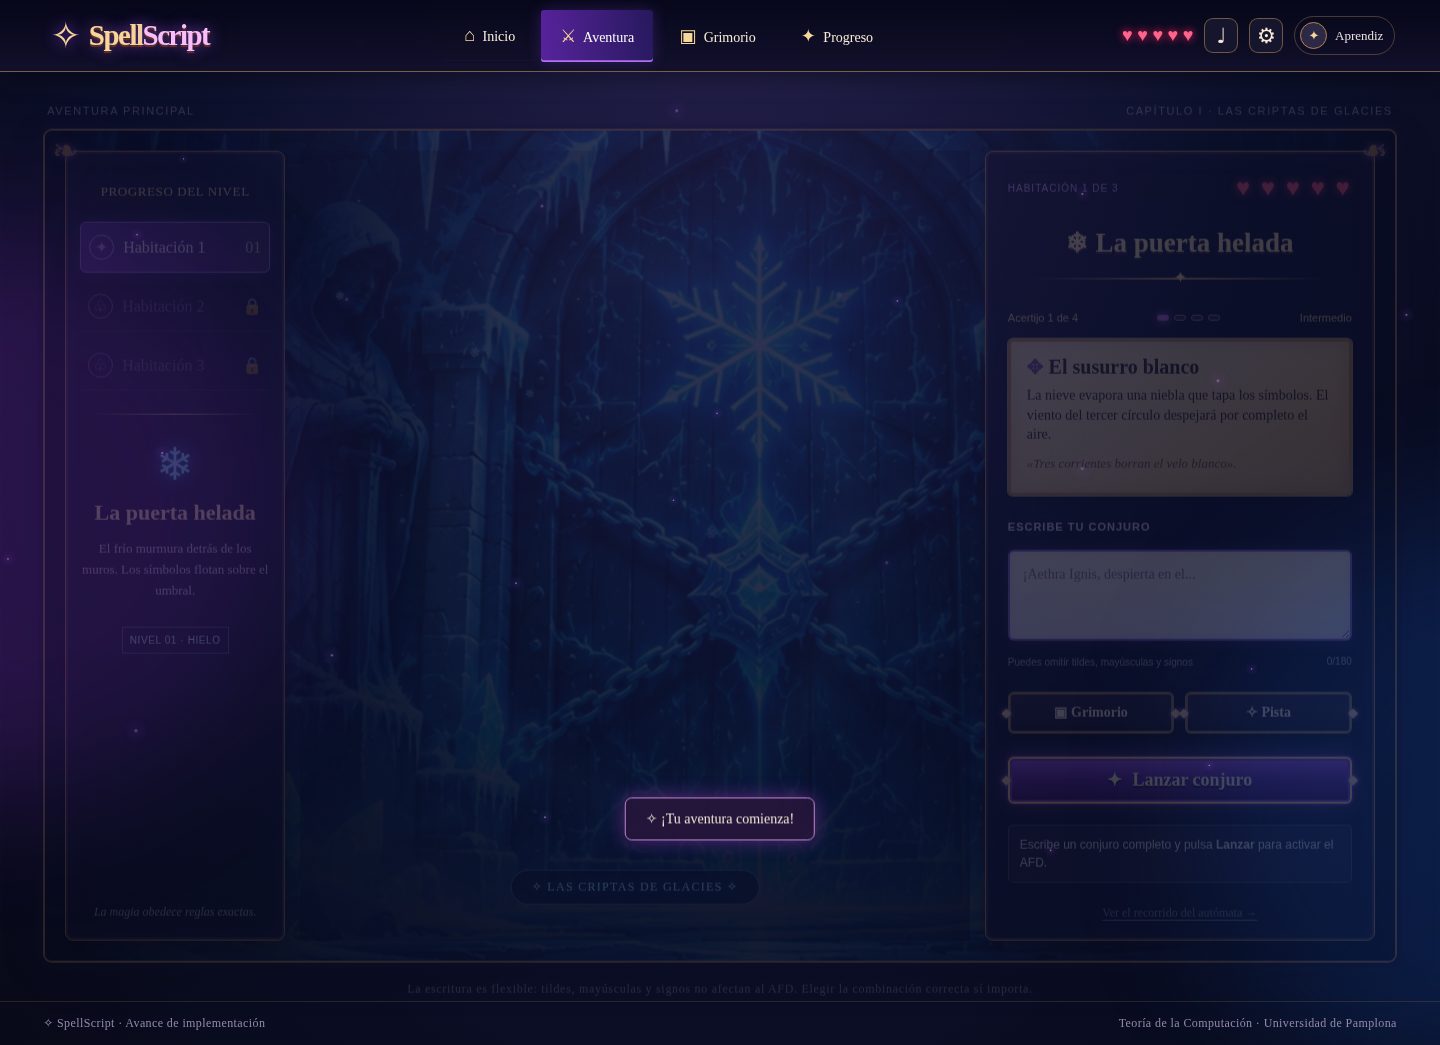 SpellScript
Inicio
Aventura
Grimorio
Progreso
Aprendiz
AVENTURA PRINCIPAL
CAPÍTULO I · LAS CRIPTAS DE GLACIES
PROGRESO DEL NIVEL
Habitación 1 01
Habitación 2
Habitación 3
La puerta helada
El frío murmura detrás de los
muros. Los símbolos flotan sobre el
umbral.
NIVEL 01 · HIELO
La magia obedece reglas exactas.
¡Tu aventura comienza!
LAS CRIPTAS DE GLACIES
HABITACIÓN 1 DE 3
La puerta helada
Acertijo 1 de 4
Intermedio
El susurro blanco
La nieve evapora una niebla que tapa los símbolos. El
viento del tercer círculo despejará por completo el
aire.
«Tres corrientes borran el velo blanco».
ESCRIBE TU CONJURO
¡Aethra Ignis, despierta en el...
Puedes omitir tildes, mayúsculas y signos
0/180
Grimorio
Pista
Lanzar conjuro
Escribe un conjuro completo y pulsa Lanzar para activar el
AFD.
Ver el recorrido del autómata →
La escritura es flexible: tildes, mayúsculas y signos no afectan al AFD. Elegir la combinación correcta sí importa.
SpellScript · Avance de implementación
Teoría de la Computación · Universidad de Pamplona